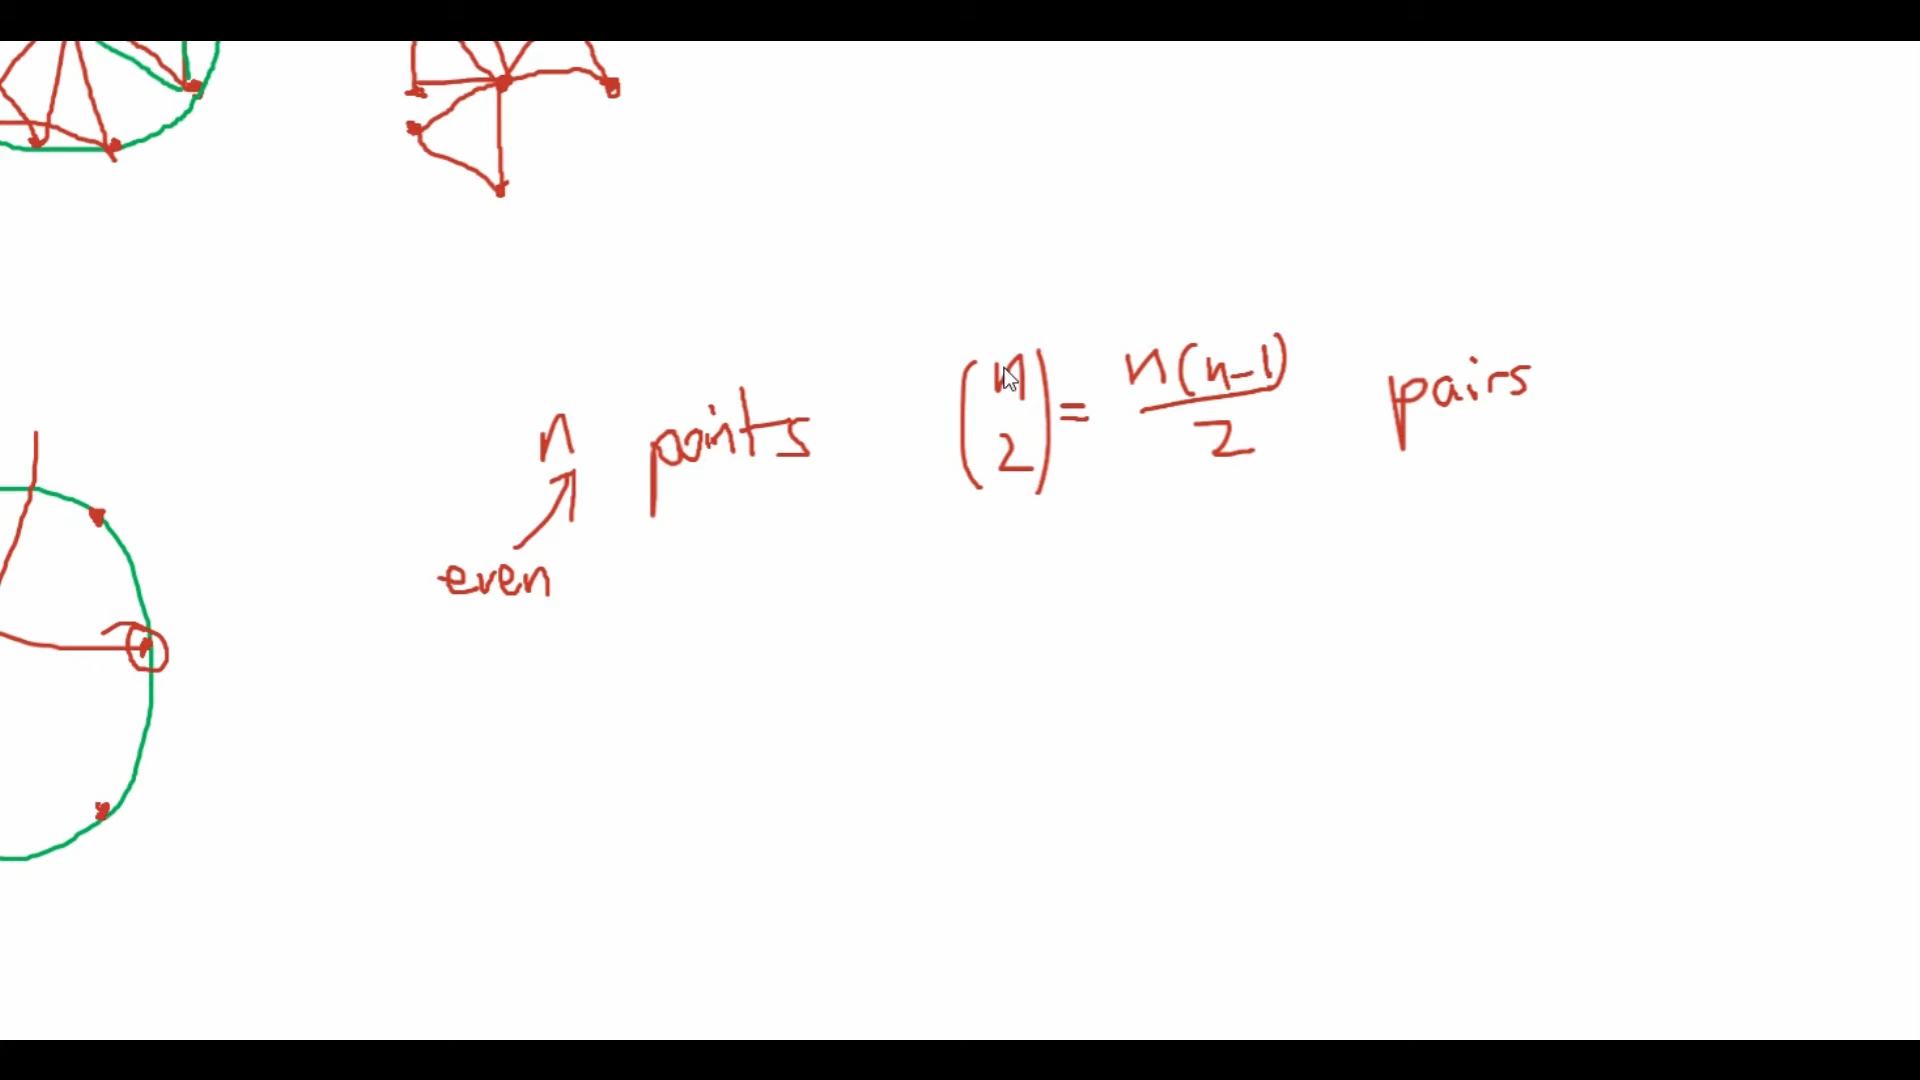 n points (n 2) = n(n-1)/2 pairs
even